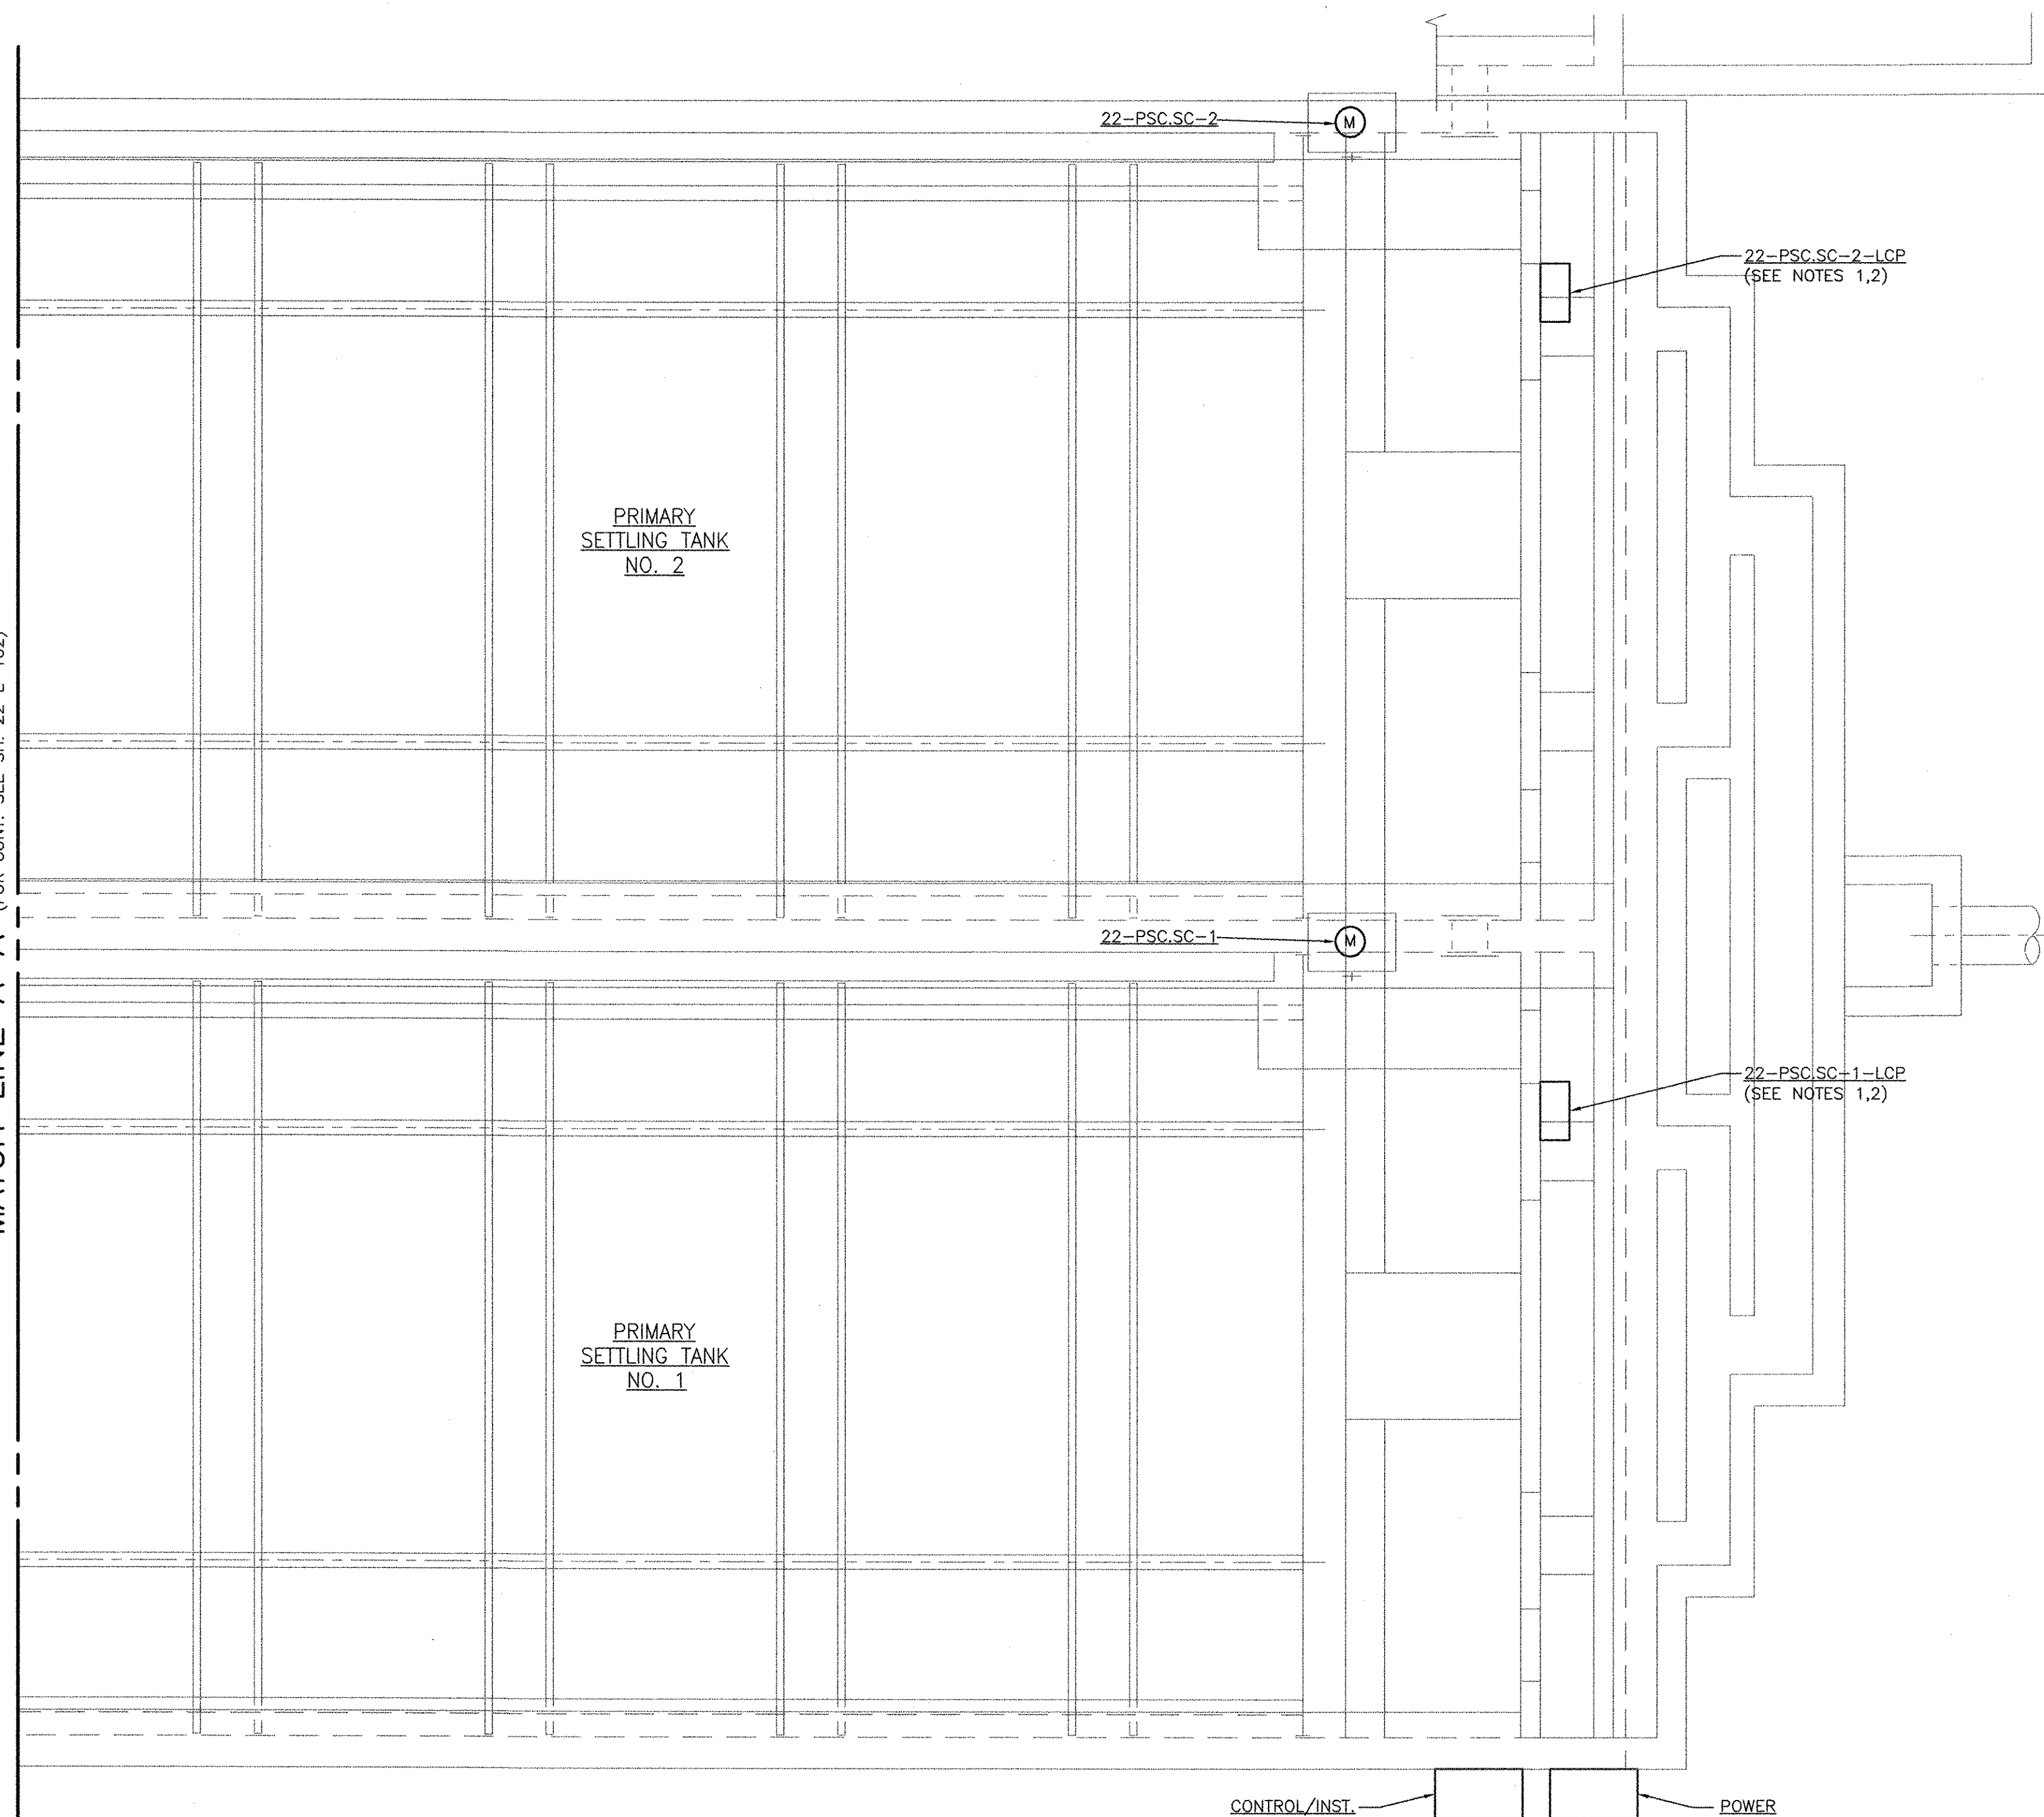 22-PSC.SC-2
M
22-PSC.SC-2-LCP
(SEE NOTES 1,2)
PRIMARY
SETTLING TANK
NO. 2
22-PSC.SC-1
M
22-PSC.SC-1-LCP
(SEE NOTES 1,2)
PRIMARY
SETTLING TANK
NO. 1
CONTROL/INST.
POWER